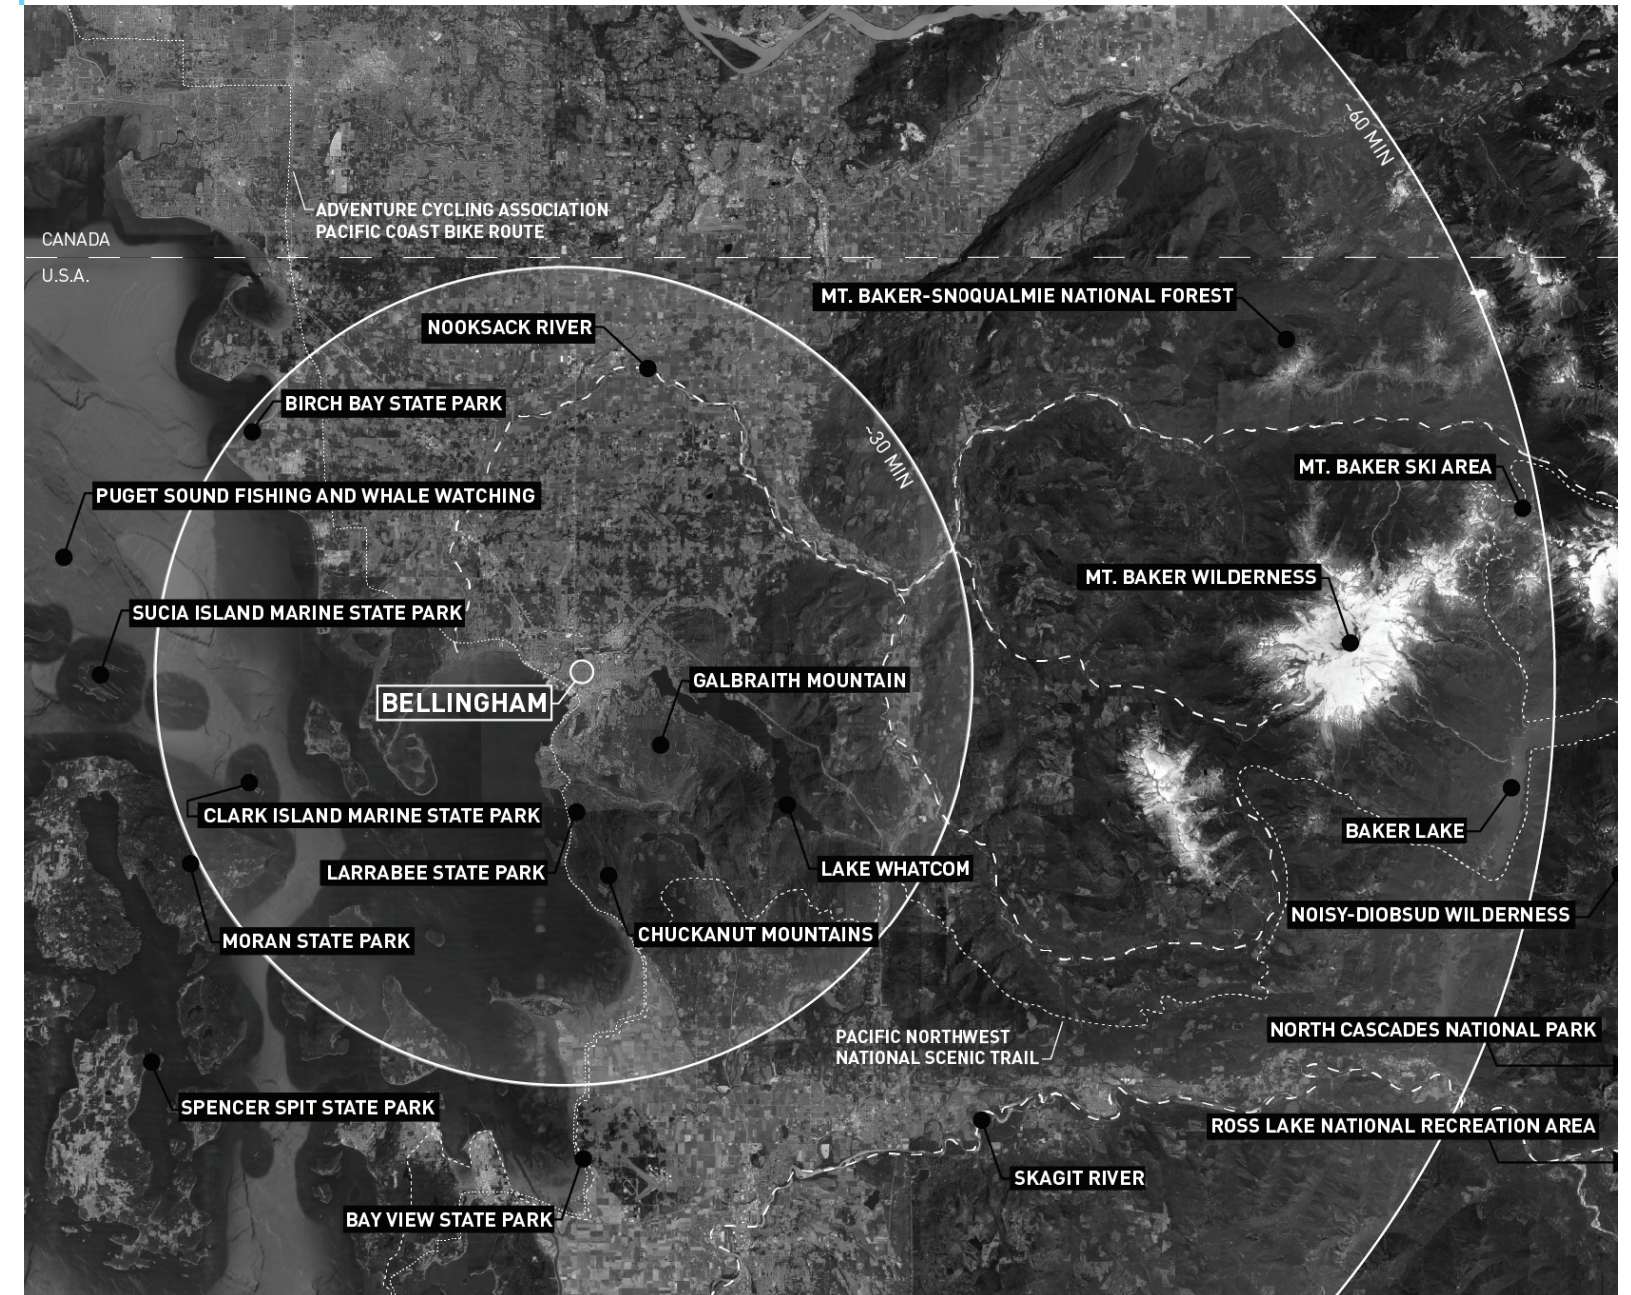 ~60 MIN
ADVENTURE CYCLING ASSOCIATION
PACIFIC COAST BIKE ROUTE
CANADA
U.S.A.
MT. BAKER-SNOQUALMIE NATIONAL FOREST
NOOKSACK RIVER
BIRCH BAY STATE PARK
~30 MIN
MT. BAKER SKI AREA
PUGET SOUND FISHING AND WHALE WATCHING
MT. BAKER WILDERNESS
SUCIA ISLAND MARINE STATE PARK
GALBRAITH MOUNTAIN
BELLINGHAM
CLARK ISLAND MARINE STATE PARK
BAKER LAKE
LARRABEE STATE PARK
LAKE WHATCOM
NOISY-DIOBSUD WILDERNESS
CHUCKANUT MOUNTAINS
MORAN STATE PARK
NORTH CASCADES NATIONAL PARK
PACIFIC NORTHWEST
NATIONAL SCENIC TRAIL
SPENCER SPIT STATE PARK
ROSS LAKE NATIONAL RECREATION AREA
SKAGIT RIVER
BAY VIEW STATE PARK